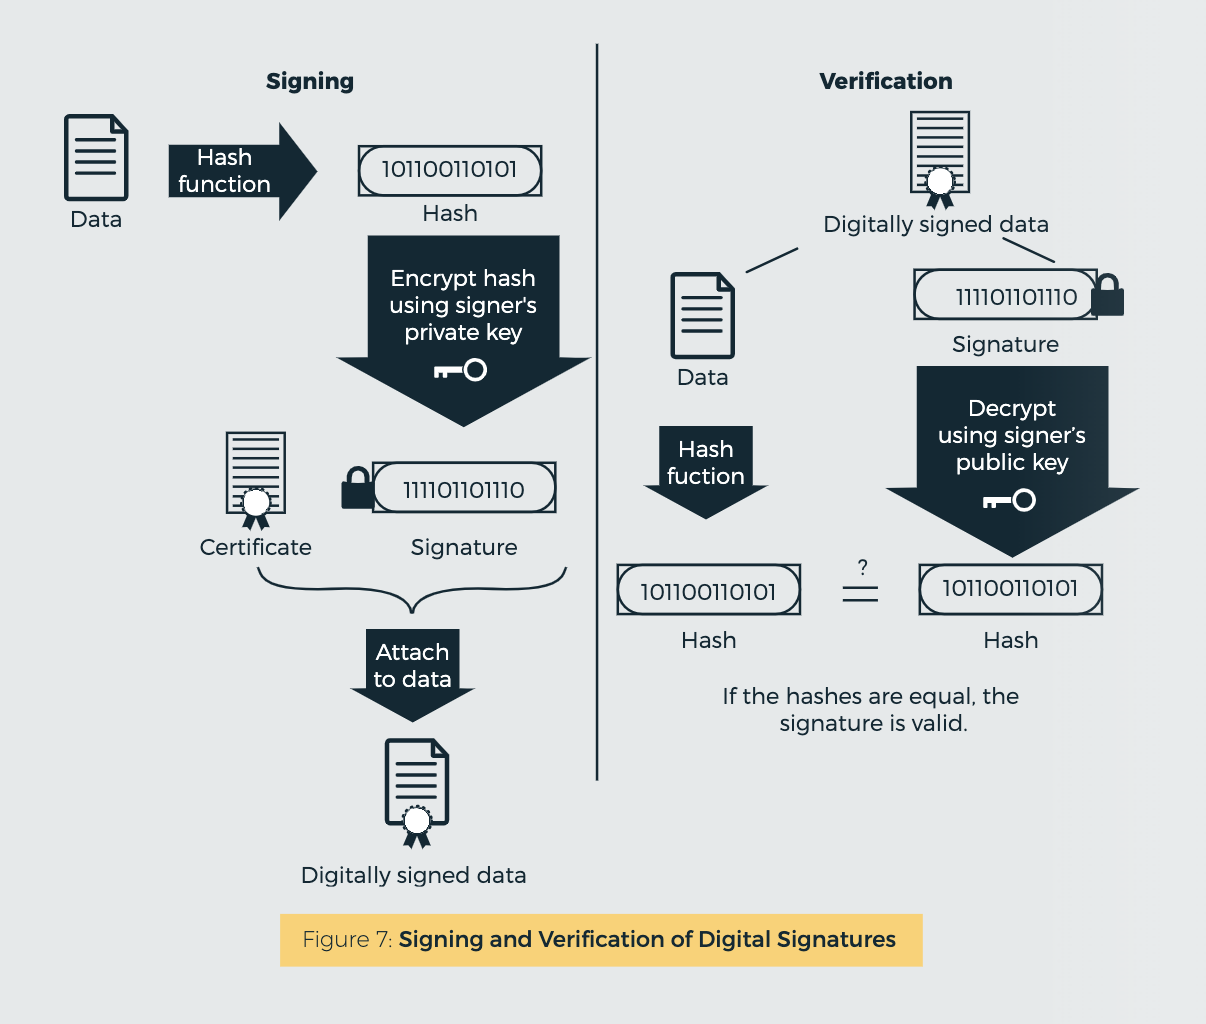 Signing
Data
Hash
function
101100110101
Hash
Encrypt hash
using signer's
private key
Certificate
111101101110
Signature
Attach
to data
Digitally signed data
Verification
Digitally signed data
Data
111101101110
Signature
Hash
fuction
Decrypt
using signer’s
public key
101100110101
Hash
?
101100110101
Hash
If the hashes are equal, the
signature is valid.
Figure 7: Signing and Verification of Digital Signatures